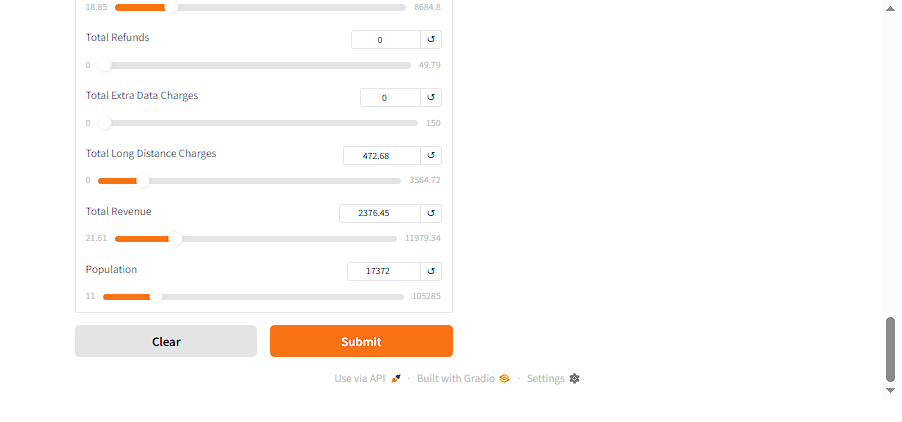 18.85 8684.8
Total Refunds 0 ↺
0 49.79
Total Extra Data Charges 0 ↺
0 150
Total Long Distance Charges 472.68 ↺
0 3564.72
Total Revenue 2376.45 ↺
21.61 11979.34
Population 17372 ↺
11 105285
Clear Submit
Use via API 🚀 · Built with Gradio · Settings ⚙